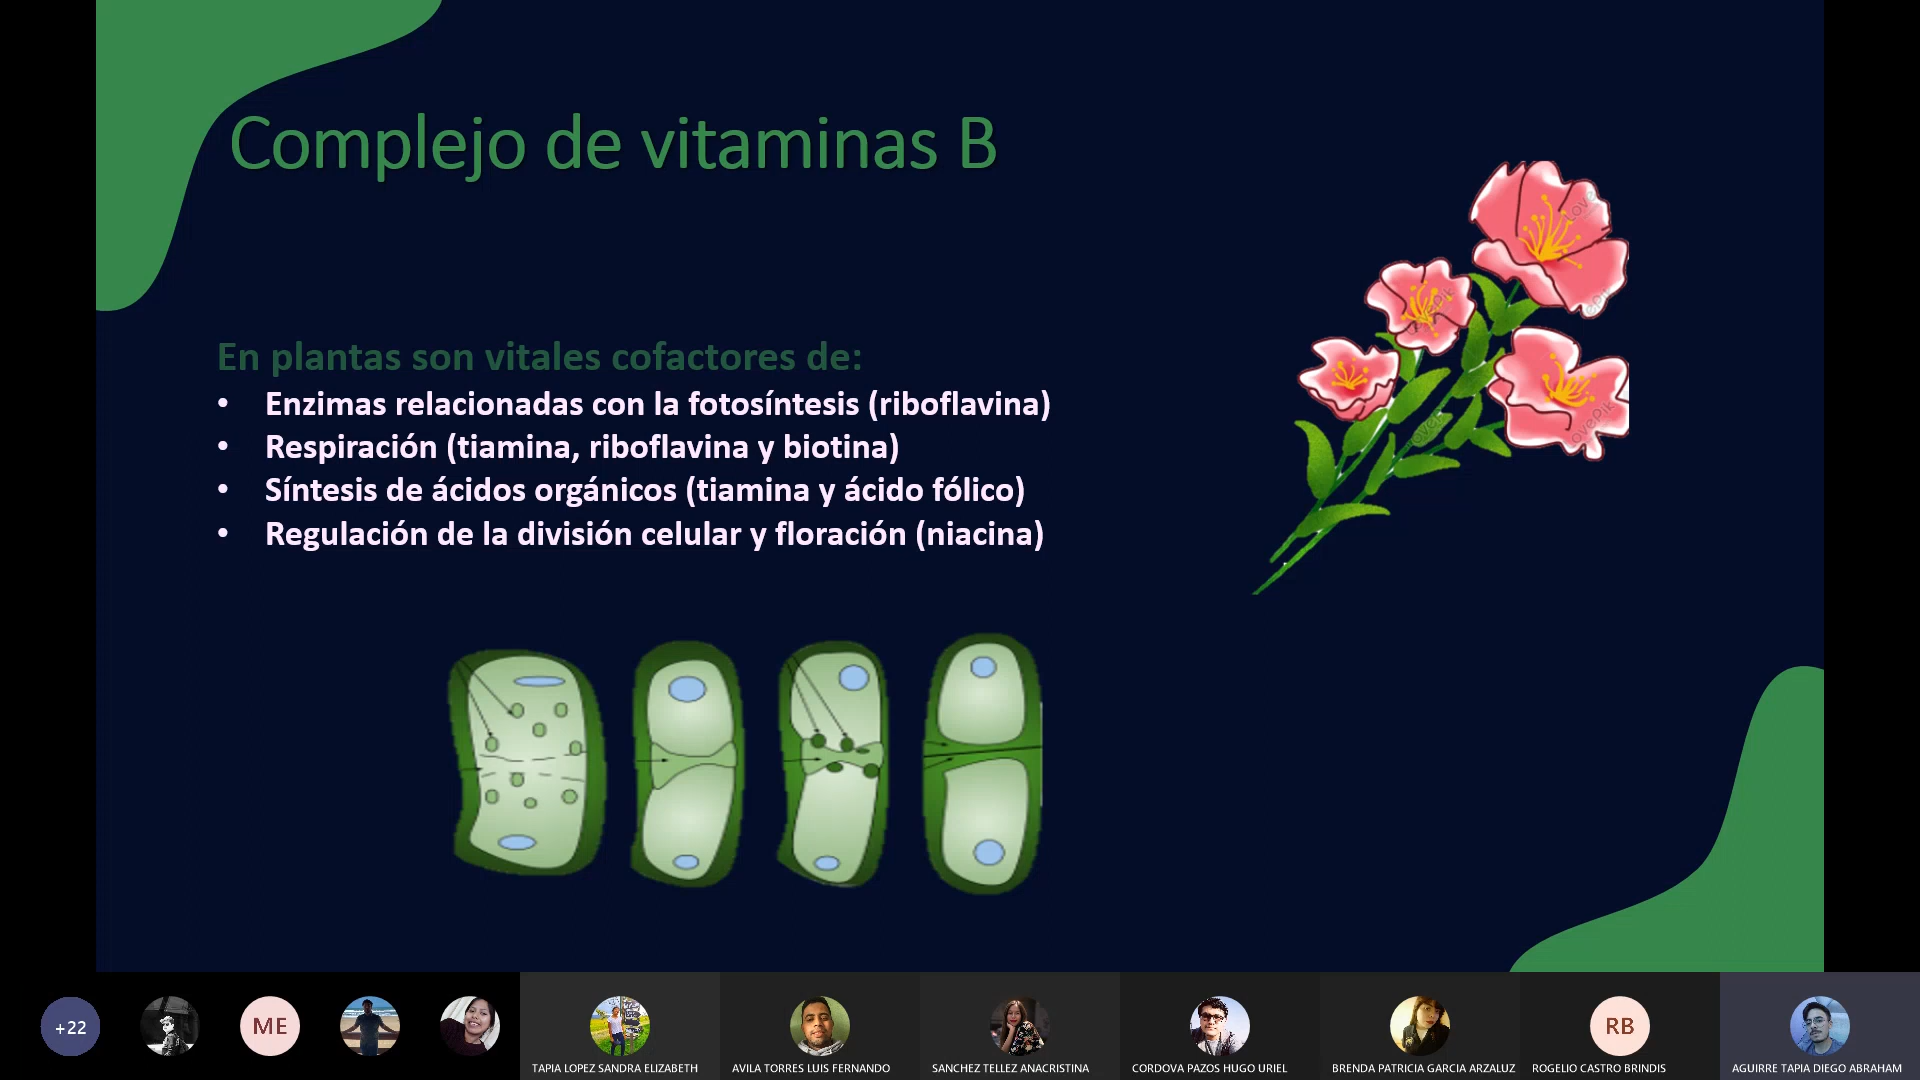 Complejo de vitaminas B
En plantas son vitales cofactores de:
• Enzimas relacionadas con la fotosíntesis (riboflavina)
• Respiración (tiamina, riboflavina y biotina)
• Síntesis de ácidos orgánicos (tiamina y ácido fólico)
• Regulación de la división celular y floración (niacina)
+22
ME
RB
TAPIA LOPEZ SANDRA ELIZABETH
AVILA TORRES LUIS FERNANDO
SANCHEZ TELLEZ ANACRISTINA
CORDOVA PAZOS HUGO URIEL
BRENDA PATRICIA GARCIA ARZALUZ
ROGELIO CASTRO BRINDIS
AGUIRRE TAPIA DIEGO ABRAHAM